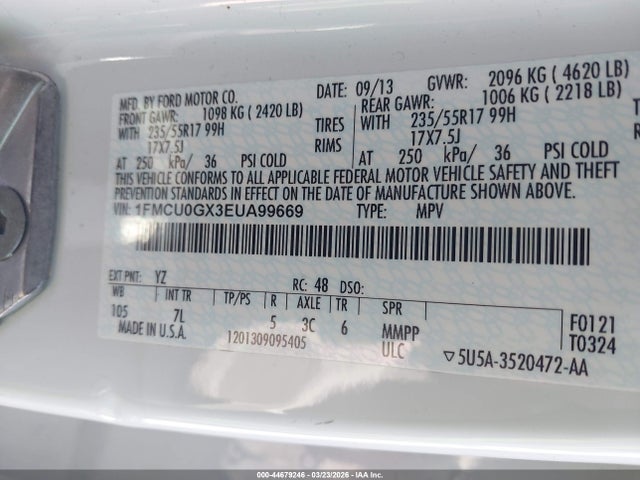 MFD. BY FORD MOTOR CO.
DATE: 09/13
GVWR: 2096 KG ( 4620 LB)
FRONT GAWR: 1098 KG ( 2420 LB)
REAR GAWR: 1006 KG ( 2218 LB)
WITH 235/55R17 99H TIRES
WITH 235/55R17 99H
17X7.5J RIMS
17X7.5J
AT 250 kPa/ 36 PSI COLD
AT 250 kPa/ 36 PSI COLD
THIS VEHICLE CONFORMS TO ALL APPLICABLE FEDERAL MOTOR VEHICLE SAFETY AND THEFT
PREVENTION STANDARDS IN EFFECT ON THE DATE OF MANUFACTURE SHOWN ABOVE.
VIN: 1FMCU0GX3EUA99669
TYPE: MPV
EXT PNT: YZ
RC: 48 DSO:
WB INT TR TP/PS R AXLE TR SPR
105 7L 5 3C 6 MMPP
F0121
T0324
MADE IN U.S.A. 1201309095405 ULC
▽5U5A-3520472-AA
000-44679246 - 03/23/2026 - IAA Inc.